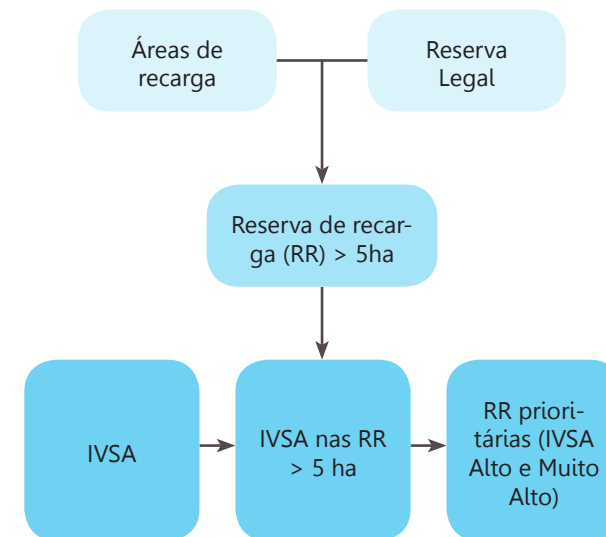 Áreas de
recarga
Reserva
Legal
Reserva de recar-
ga (RR) > 5ha
IVSA
IVSA nas RR
> 5 ha
RR priori-
tárias (IVSA
Alto e Muito
Alto)